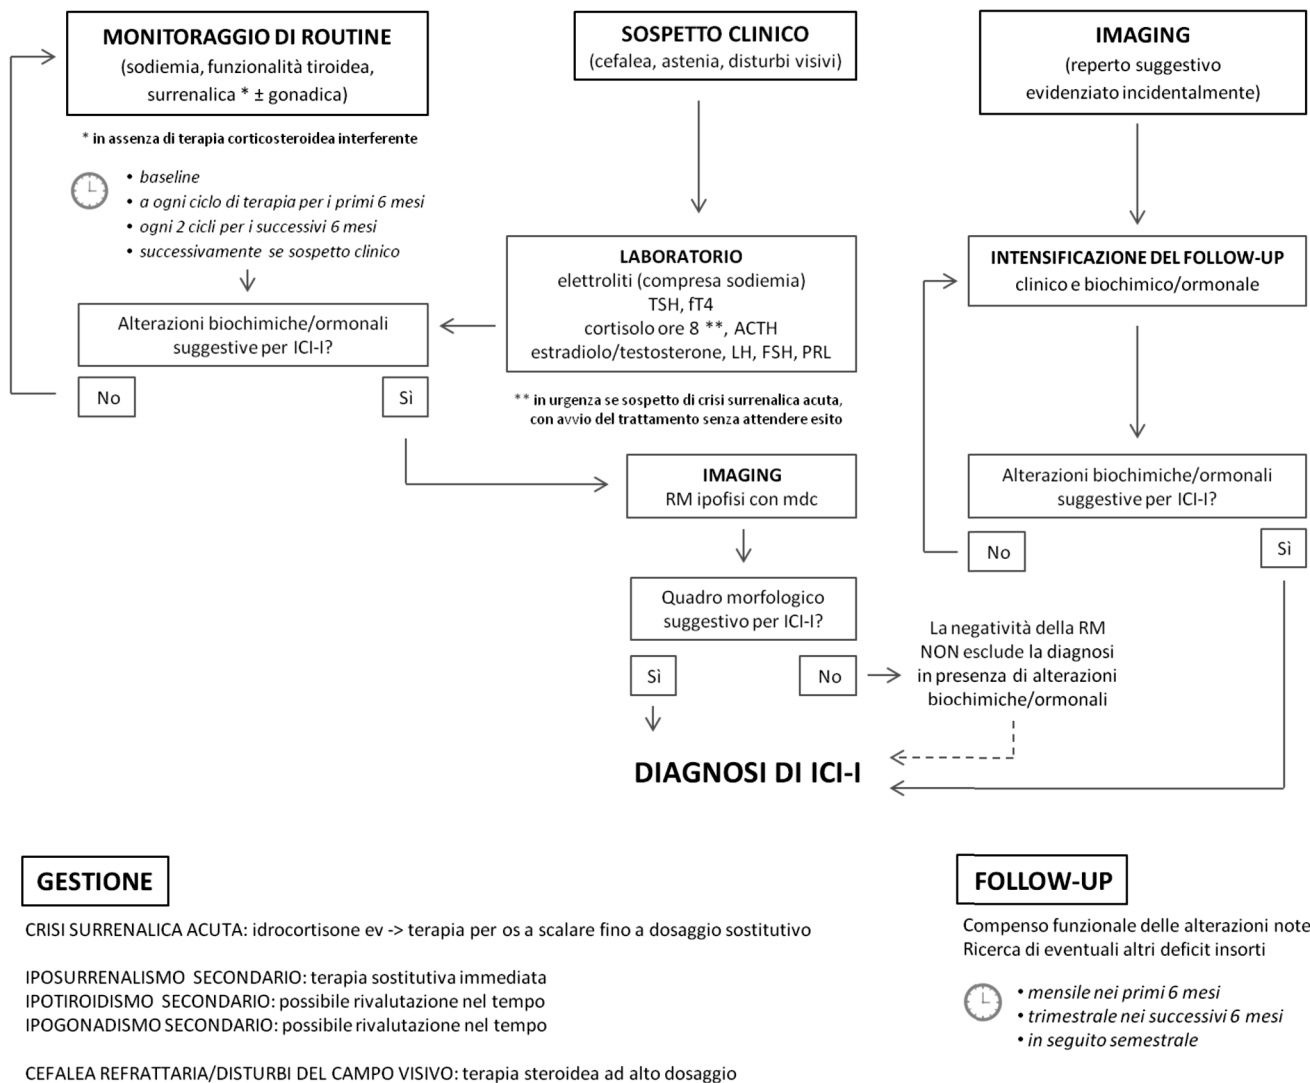 MONITORAGGIO DI ROUTINE
(sodiemia, funzionalità tiroidea,
surrenalica * ± gonadica)
* in assenza di terapia corticosteroidea interferente
• baseline
• a ogni ciclo di terapia per i primi 6 mesi
• ogni 2 cicli per i successivi 6 mesi
• successivamente se sospetto clinico
Alterazioni biochimiche/ormonali
suggestive per ICI-I?
No
Sì
SOSPETTO CLINICO
(cefalea, astenia, disturbi visivi)
LABORATORIO
elettroliti (compresa sodiemia)
TSH, fT4
cortisolo ore 8 **, ACTH
estradiolo/testosterone, LH, FSH, PRL
** in urgenza se sospetto di crisi surrenalica acuta,
con avvio del trattamento senza attendere esito
IMAGING
RM ipofisi con mdc
Quadro morfologico
suggestivo per ICI-I?
Sì
No
La negatività della RM
NON esclude la diagnosi
in presenza di alterazioni
biochimiche/ormonali
IMAGING
(reperto suggestivo
evidenziato incidentalmente)
INTENSIFICAZIONE DEL FOLLOW-UP
clinico e biochimico/ormonale
Alterazioni biochimiche/ormonali
suggestive per ICI-I?
No
Sì
DIAGNOSI DI ICI-I
GESTIONE
CRISI SURRENALICA ACUTA: idrocortisone ev -> terapia per os a scalare fino a dosaggio sostitutivo
IPOSURRENALISMO SECONDARIO: terapia sostitutiva immediata
IPOTIROIDISMO SECONDARIO: possibile rivalutazione nel tempo
IPOGONADISMO SECONDARIO: possibile rivalutazione nel tempo
CEFALEA REFRATTARIA/DISTURBI DEL CAMPO VISIVO: terapia steroidea ad alto dosaggio
FOLLOW-UP
Compenso funzionale delle alterazioni note
Ricerca di eventuali altri deficit insorti
• mensile nei primi 6 mesi
• trimestrale nei successivi 6 mesi
• in seguito semestrale